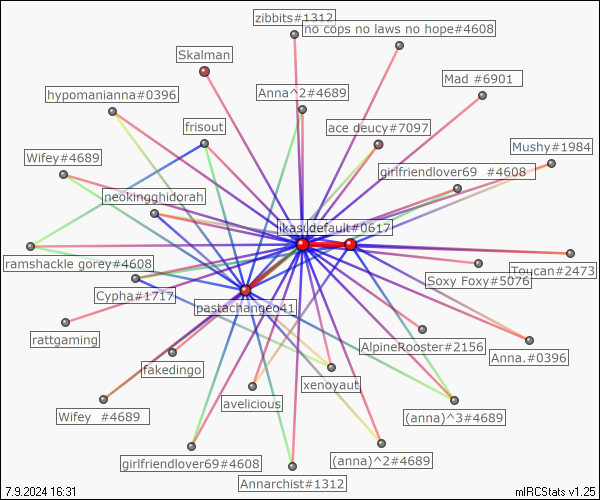 zibbits#1312
no cops no laws no hope#4608
Skalman
Mad #6901
hypomanianna#0396
Anna^2#4689
frisout
ace deucy#7097
Mushy#1984
Wifey#4689
girlfriendlover69 #4608
neokingghidorah
default#0617
ramshackle gorey#4608
Toucan#2473
Soxy Foxy#5076
Cypha#1717
pastachangeo41
rattgaming
AlpineRooster#2156
Anna.#0396
fakedingo
xenoyaut
avelicious
Wifey #4689
(anna)^3#4689
girlfriendlover69#4608
(anna)^2#4689
Annarchist#1312
7.9.2024 16:31
mIRCStats v1.25